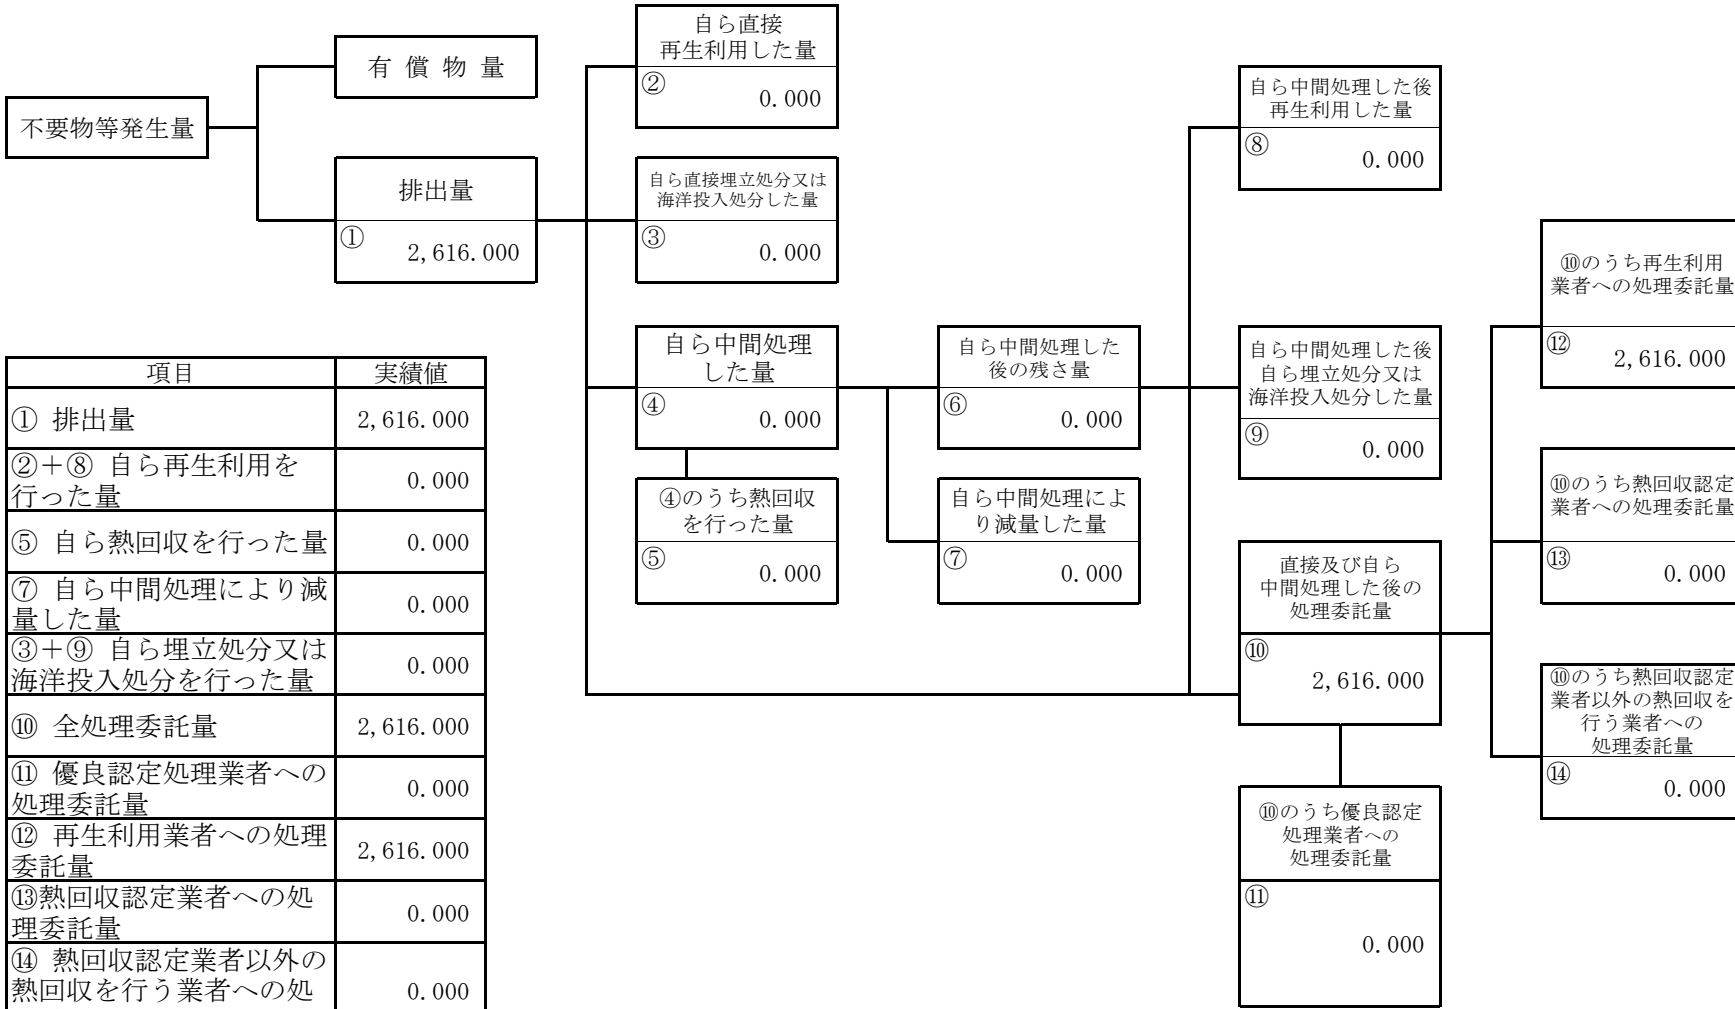 不要物等発生量
有 償 物 量
排出量
① 2,616.000
自ら直接
再生利用した量
② 0.000
自ら直接埋立処分又は
海洋投入処分した量
③ 0.000
自ら中間処理
した量
④ 0.000
④のうち熱回収
を行った量
⑤ 0.000
自ら中間処理した
後の残さ量
⑥ 0.000
自ら中間処理によ
り減量した量
⑦ 0.000
自ら中間処理した後
再生利用した量
⑧ 0.000
自ら中間処理した後
自ら埋立処分又は
海洋投入処分した量
⑨ 0.000
直接及び自ら
中間処理した後の
処理委託量
⑩ 2,616.000
⑩のうち優良認定
処理業者への
処理委託量
⑪ 0.000
⑩のうち再生利用
業者への処理委託量
⑫ 2,616.000
⑩のうち熱回収認定
業者への処理委託量
⑬ 0.000
⑩のうち熱回収認定
業者以外の熱回収を
行う業者への
処理委託量
⑭ 0.000
項目 実績値
① 排出量 2,616.000
②+⑧ 自ら再生利用を
行った量 0.000
⑤ 自ら熱回収を行った量 0.000
⑦ 自ら中間処理により減
量した量 0.000
③+⑨ 自ら埋立処分又は
海洋投入処分を行った量 0.000
⑩ 全処理委託量 2,616.000
⑪ 優良認定処理業者への
処理委託量 0.000
⑫ 再生利用業者への処理
委託量 2,616.000
⑬熱回収認定業者への処
理委託量 0.000
⑭ 熱回収認定業者以外の
熱回収を行う業者への処 0.000